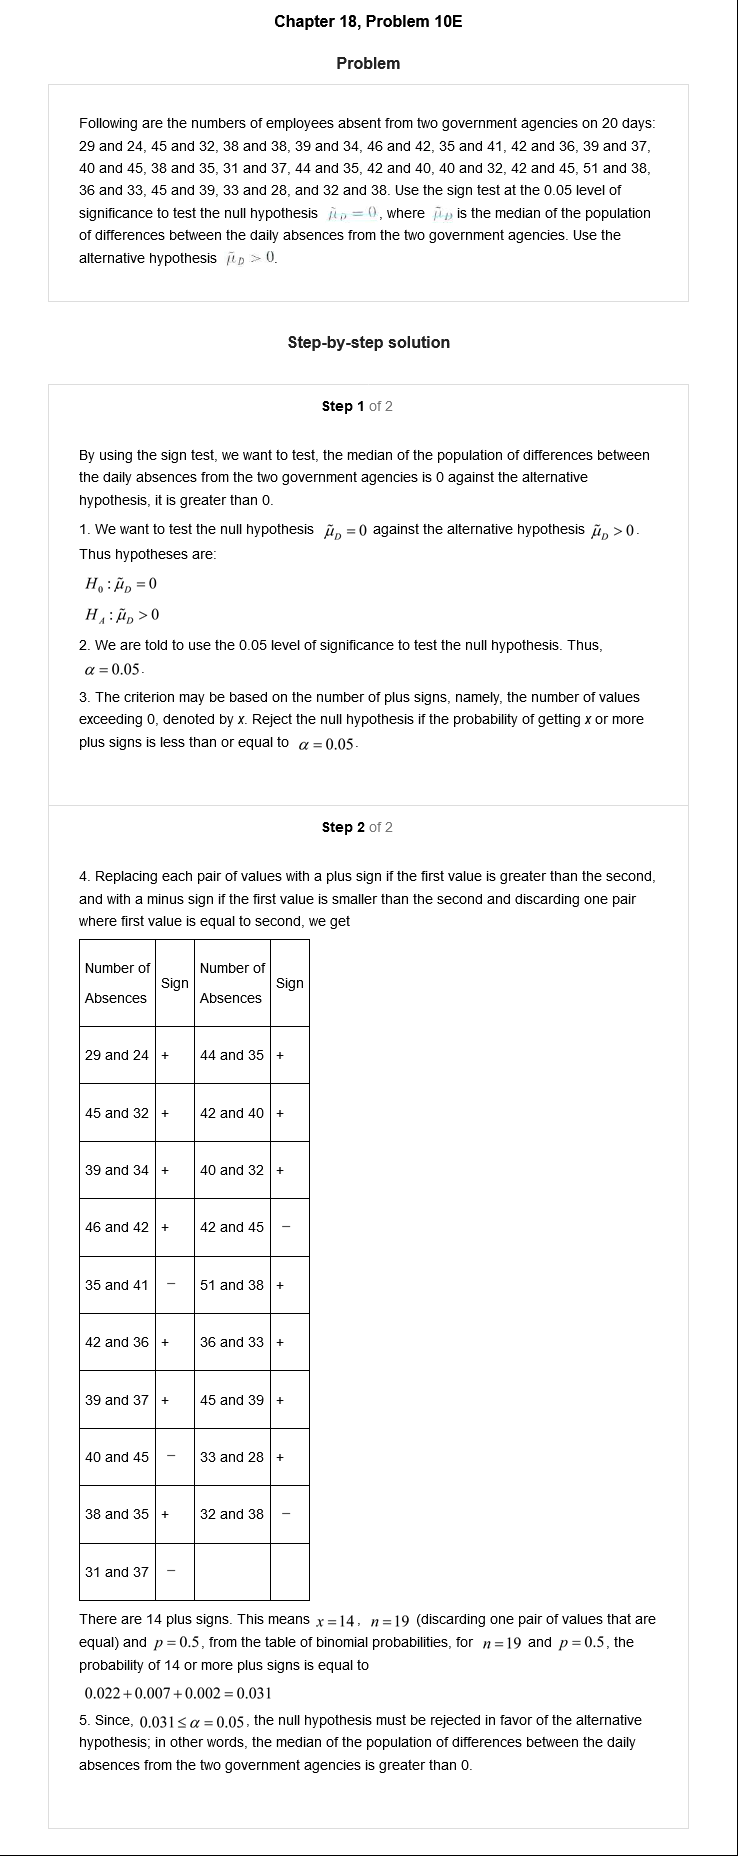 Chapter 18, Problem 10E
Problem
Following are the numbers of employees absent from two government agencies on 20 days:
29 and 24, 45 and 32, 38 and 38, 39 and 34, 46 and 42, 35 and 41, 42 and 36, 39 and 37,
40 and 45, 38 and 35, 31 and 37, 44 and 35, 42 and 40, 40 and 32, 42 and 45, 51 and 38,
36 and 33, 45 and 39, 33 and 28, and 32 and 38. Use the sign test at the 0.05 level of
significance to test the null hypothesis μ̃_D = 0, where μ̃_D is the median of the population
of differences between the daily absences from the two government agencies. Use the
alternative hypothesis μ̃_D > 0.
Step-by-step solution
Step 1 of 2
By using the sign test, we want to test, the median of the population of differences between
the daily absences from the two government agencies is 0 against the alternative
hypothesis, it is greater than 0.
1. We want to test the null hypothesis μ̃_D = 0 against the alternative hypothesis μ̃_D > 0.
Thus hypotheses are:
H₀ : μ̃_D = 0
H_A : μ̃_D > 0
2. We are told to use the 0.05 level of significance to test the null hypothesis. Thus,
α = 0.05.
3. The criterion may be based on the number of plus signs, namely, the number of values
exceeding 0, denoted by x. Reject the null hypothesis if the probability of getting x or more
plus signs is less than or equal to α = 0.05.
Step 2 of 2
4. Replacing each pair of values with a plus sign if the first value is greater than the second,
and with a minus sign if the first value is smaller than the second and discarding one pair
where first value is equal to second, we get
Number of Absences Sign Number of Absences Sign
29 and 24 + 44 and 35 +
45 and 32 + 42 and 40 +
39 and 34 + 40 and 32 +
46 and 42 + 42 and 45 −
35 and 41 − 51 and 38 +
42 and 36 + 36 and 33 +
39 and 37 + 45 and 39 +
40 and 45 − 33 and 28 +
38 and 35 + 32 and 38 −
31 and 37 −
There are 14 plus signs. This means x = 14, n = 19 (discarding one pair of values that are
equal) and p = 0.5, from the table of binomial probabilities, for n = 19 and p = 0.5, the
probability of 14 or more plus signs is equal to
0.022 + 0.007 + 0.002 = 0.031
5. Since, 0.031 ≤ α = 0.05, the null hypothesis must be rejected in favor of the alternative
hypothesis; in other words, the median of the population of differences between the daily
absences from the two government agencies is greater than 0.